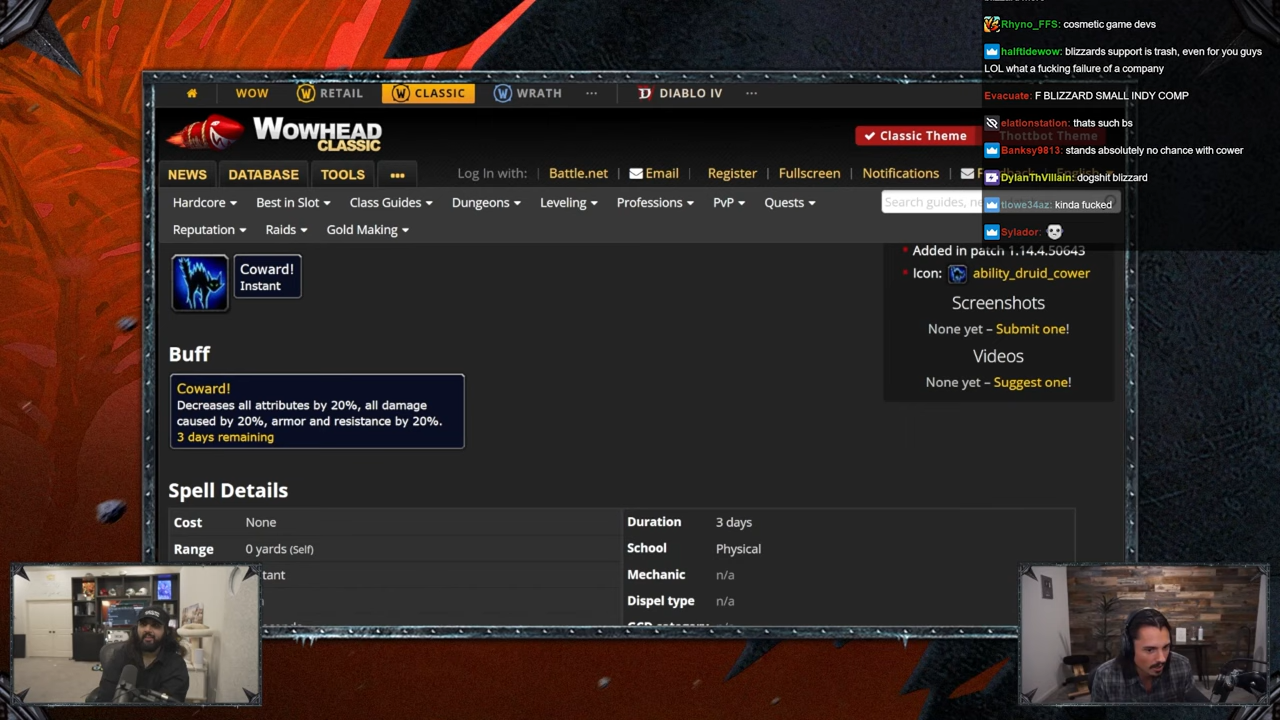 blizzard more
Rhyno_FFS: cosmetic game devs
halftidewow: blizzards support is trash, even for you guys
LOL what a fucking failure of a company
Evacuate: F BLIZZARD SMALL INDY COMP
elationstation: thats such bs
Banksy9813: stands absolutely no chance with cower
DylanThVillain: dogshit blizzard
tlowe34az: kinda fucked
Sylador:
WOW RETAIL CLASSIC WRATH ... DIABLO IV ...
WOWHEAD
CLASSIC
Classic Theme Thottbot Theme
NEWS DATABASE TOOLS ... Log In with: Battle.net Email Register Fullscreen Notifications
Hardcore Best in Slot Class Guides Dungeons Leveling Professions PvP Quests
Search guides,
Reputation Raids Gold Making
Coward!
Instant
Added in patch 1.14.4.50643
Icon: ability_druid_cower
Screenshots
None yet – Submit one!
Videos
None yet – Suggest one!
Buff
Coward!
Decreases all attributes by 20%, all damage
caused by 20%, armor and resistance by 20%.
3 days remaining
Spell Details
Cost None
Duration 3 days
Range 0 yards (Self)
School Physical
tant
Mechanic n/a
Dispel type n/a